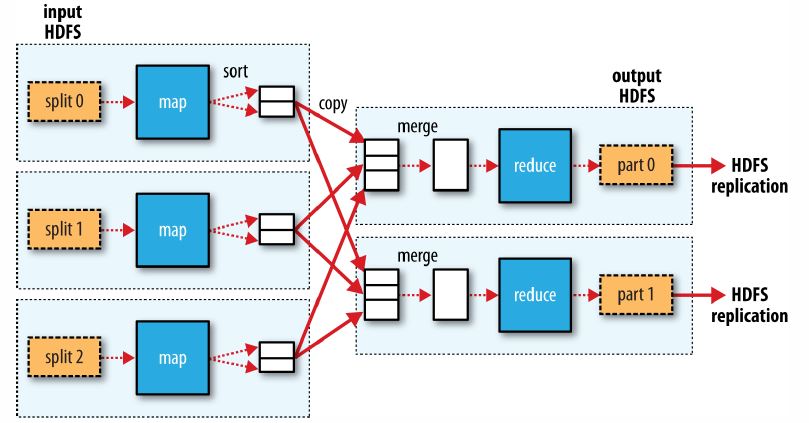 input
HDFS
split 0
map
sort
copy
split 1
map
split 2
map
output
HDFS
merge
reduce
part 0
HDFS
replication
merge
reduce
part 1
HDFS
replication